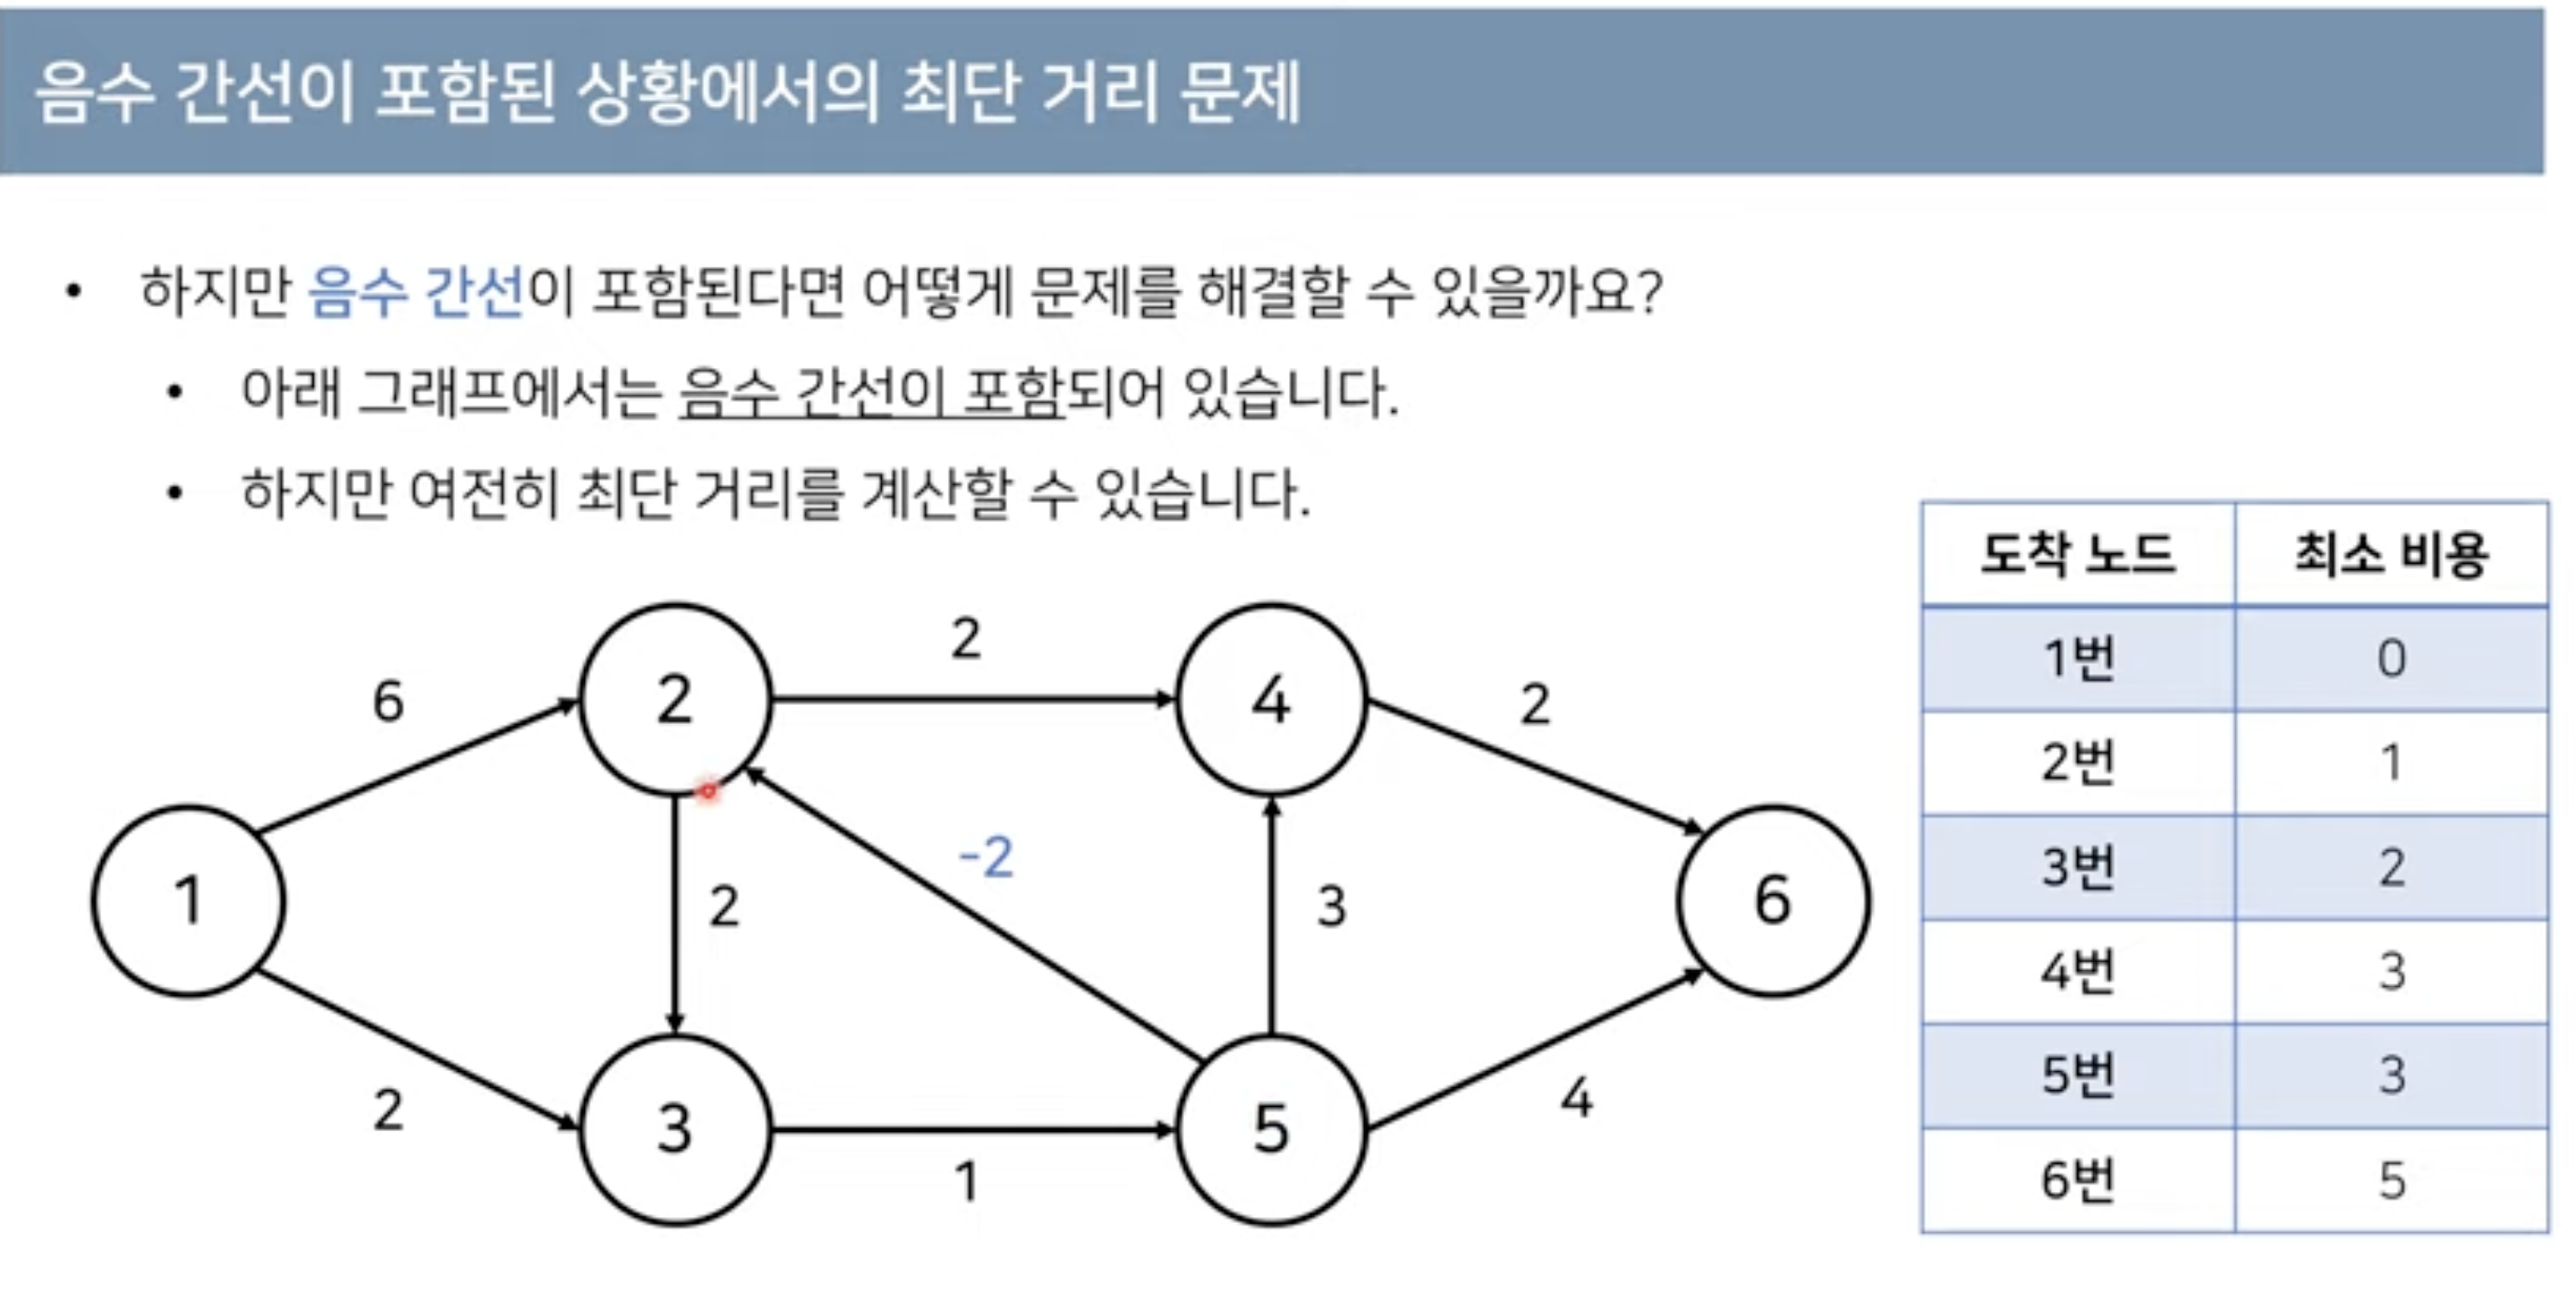 음수 간선이 포함된 상황에서의 최단 거리 문제
• 하지만 음수 간선이 포함된다면 어떻게 문제를 해결할 수 있을까요?
• 아래 그래프에서는 음수 간선이 포함되어 있습니다.
• 하지만 여전히 최단 거리를 계산할 수 있습니다.
도착 노드 최소 비용
1번 0
2번 1
3번 2
4번 3
5번 3
6번 5
2
6
2
4
2
-2
1
2
3
6
2
3
5
4
1